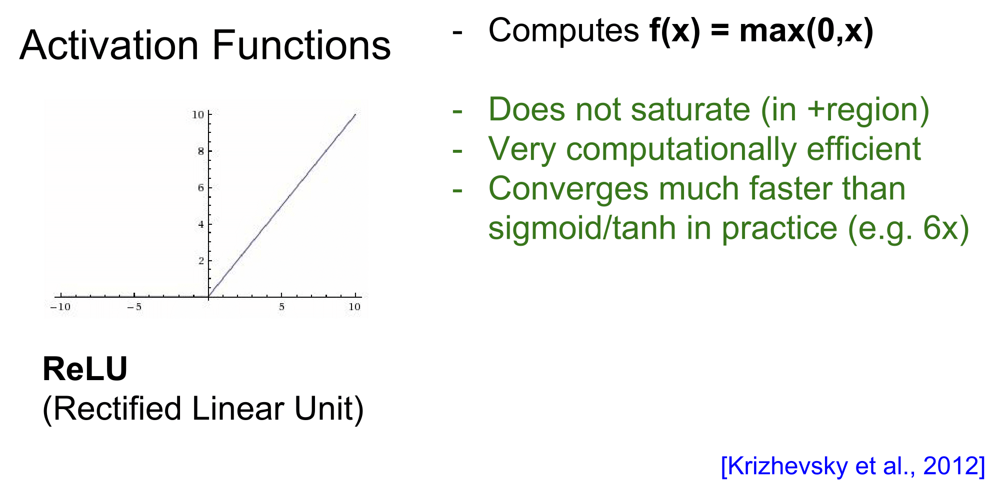 Activation Functions
10
8
6
4
2
−10
−5
5
10
ReLU
(Rectified Linear Unit)
- Computes f(x) = max(0,x)
- Does not saturate (in +region)
- Very computationally efficient
- Converges much faster than
sigmoid/tanh in practice (e.g. 6x)
[Krizhevsky et al., 2012]